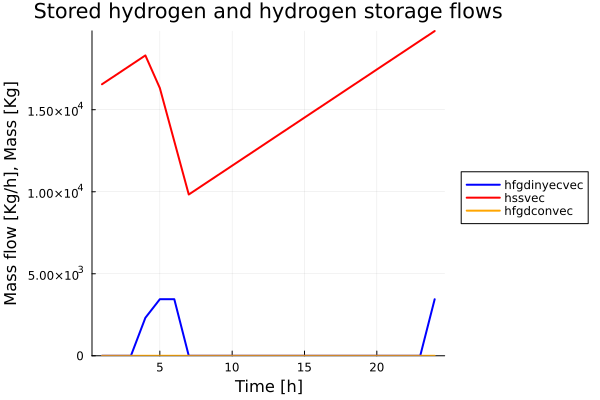 Stored hydrogen and hydrogen storage flows
Mass flow [Kg/h], Mass [Kg]
1.50×10⁴
1.00×10⁴
5.00×10³
0
5 10 15 20
Time [h]
hfgdinyecvec
hssvec
hfgdconvec